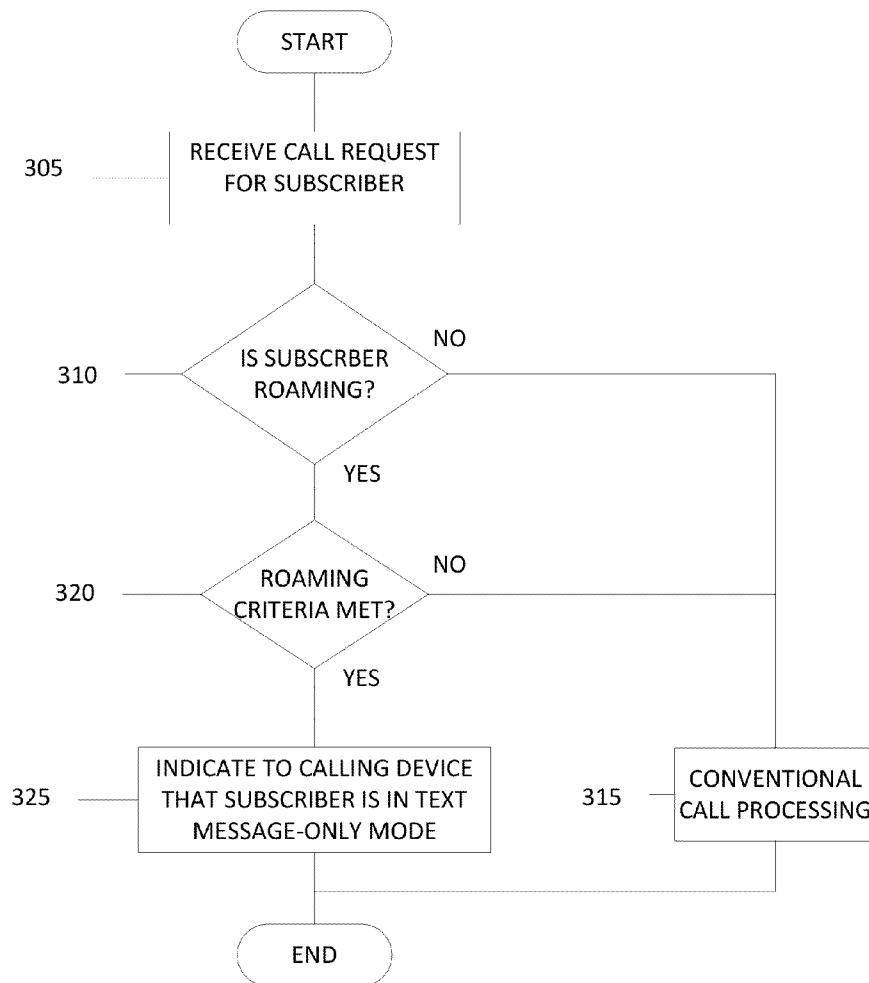 START
305
RECEIVE CALL REQUEST
FOR SUBSCRIBER
310
IS SUBSCRBER
ROAMING?
NO
YES
320
ROAMING
CRITERIA MET?
NO
YES
325
INDICATE TO CALLING DEVICE
THAT SUBSCRIBER IS IN TEXT
MESSAGE-ONLY MODE
315
CONVENTIONAL
CALL PROCESSING
END